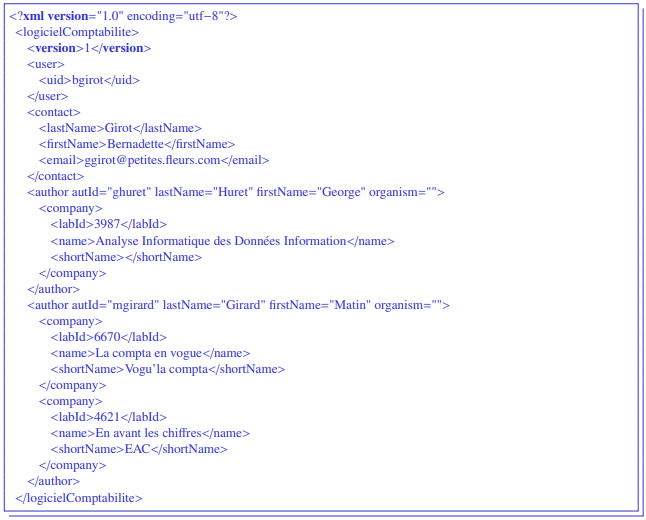 <?xml version="1.0" encoding="utf−8"?>
<logicielComptabilite>
<version>1</version>
<user>
<uid>bgirot</uid>
</user>
<contact>
<lastName>Girot</lastName>
<firstName>Bernadette</firstName>
<email>ggirot@petites.fleurs.com</email>
</contact>
<author autId="ghuret" lastName="Huret" firstName="George" organism="">
<company>
<labId>3987</labId>
<name>Analyse Informatique des Données Information</name>
<shortName></shortName>
</company>
</author>
<author autId="mgirard" lastName="Girard" firstName="Matin" organism="">
<company>
<labId>6670</labId>
<name>La compta en vogue</name>
<shortName>Vogu'la compta</shortName>
</company>
<company>
<labId>4621</labId>
<name>En avant les chiffres</name>
<shortName>EAC</shortName>
</company>
</author>
</logicielComptabilite>